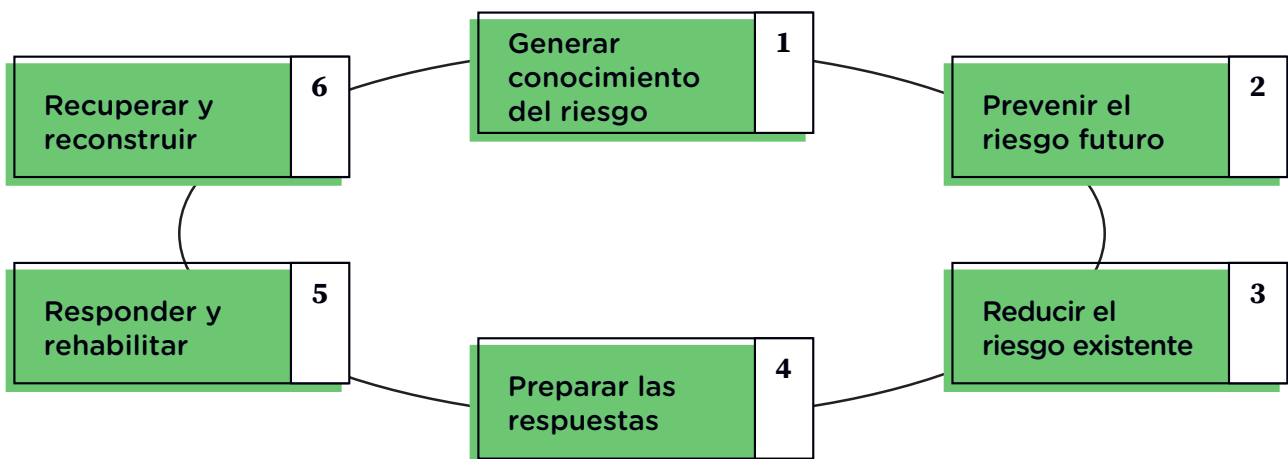 Generar
conocimiento
del riesgo
1
Prevenir el
riesgo futuro
2
Reducir el
riesgo existente
3
Preparar las
respuestas
4
Responder y
rehabilitar
5
Recuperar y
reconstruir
6